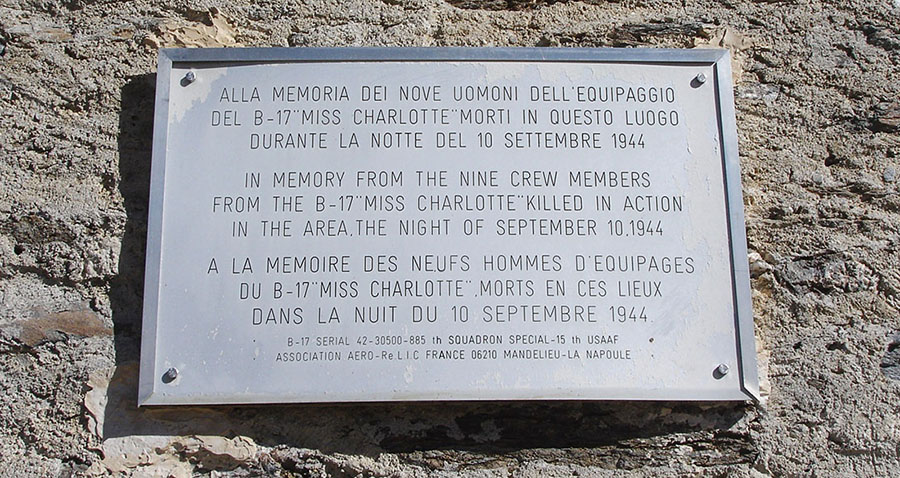 ALLA MEMORIA DEI NOVE UOMONI DELL'EQUIPAGGIO
DEL B-17"MISS CHARLOTTE"MORTI IN QUESTO LUOGO
DURANTE LA NOTTE DEL 10 SETTEMBRE 1944
IN MEMORY FROM THE NINE CREW MEMBERS
FROM THE B-17"MISS CHARLOTTE"KILLED IN ACTION
IN THE AREA,THE NIGHT OF SEPTEMBER 10,1944
A LA MEMOIRE DES NEUFS HOMMES D'EQUIPAGES
DU B-17"MISS CHARLOTTE",MORTS EN CES LIEUX
DANS LA NUIT DU 10 SEPTEMBRE 1944.
B-17 SERIAL 42-30500-885 th SQUADRON SPECIAL-15 th USAAF
ASSOCIATION AERO-Re.L.I.C FRANCE 06210 MANDELIEU-LA NAPOULE